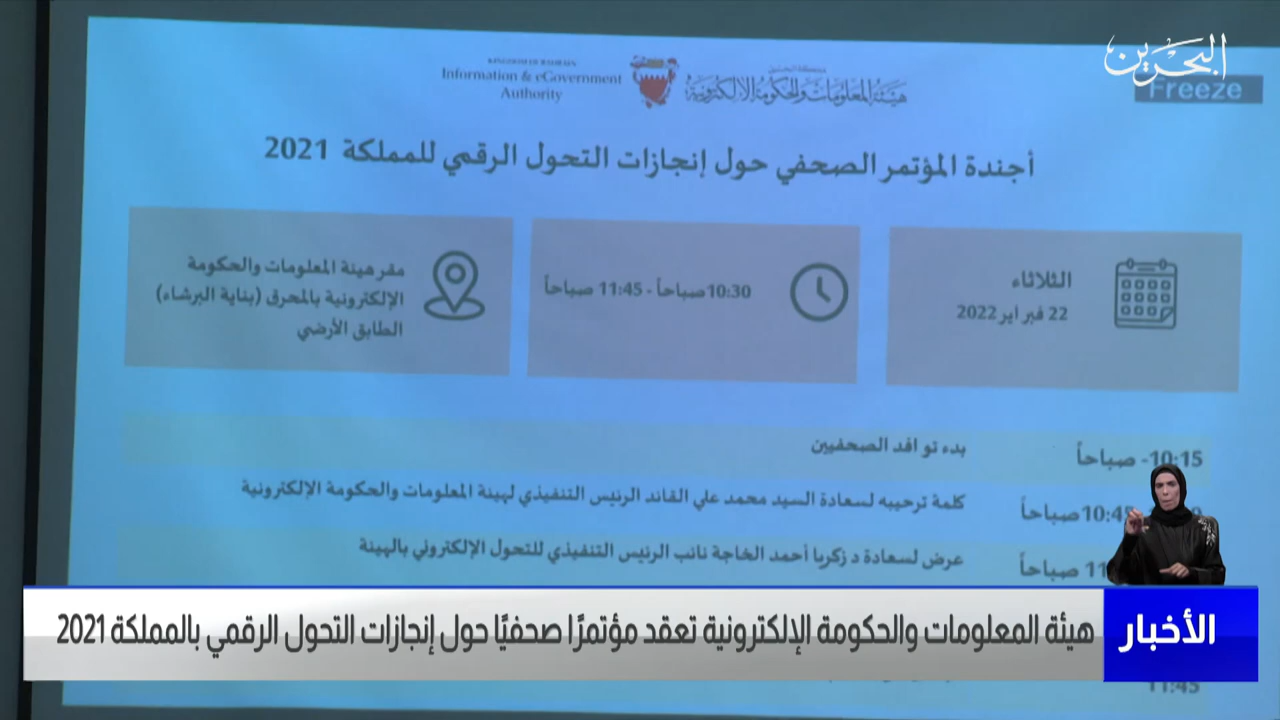 البحرين
Freeze
KINGDOM OF BAHRAIN
Information & eGovernment
Authority
مملكة البحرين
هيئة المعلومات والحكومة الإلكترونية
أجندة المؤتمر الصحفي حول إنجازات التحول الرقمي للمملكة 2021
الثلاثاء
22 فبراير 2022
10:30صباحاً - 11:45 صباحاً
مقر هيئة المعلومات والحكومة
الإلكترونية بالمحرق (بناية البرشاء)
الطابق الأرضي
10:15- صباحاً
بدء توافد الصحفيين
صباحاً
كلمة ترحيبه لسعادة السيد محمد علي القائد الرئيس التنفيذي لهيئة المعلومات والحكومة الإلكترونية
صباحاً
عرض لسعادة د زكريا أحمد الخاجة نائب الرئيس التنفيذي للتحول الإلكتروني بالهيئة
الأخبار
هيئة المعلومات والحكومة الإلكترونية تعقد مؤتمرًا صحفيًا حول إنجازات التحول الرقمي بالمملكة 2021
11:45